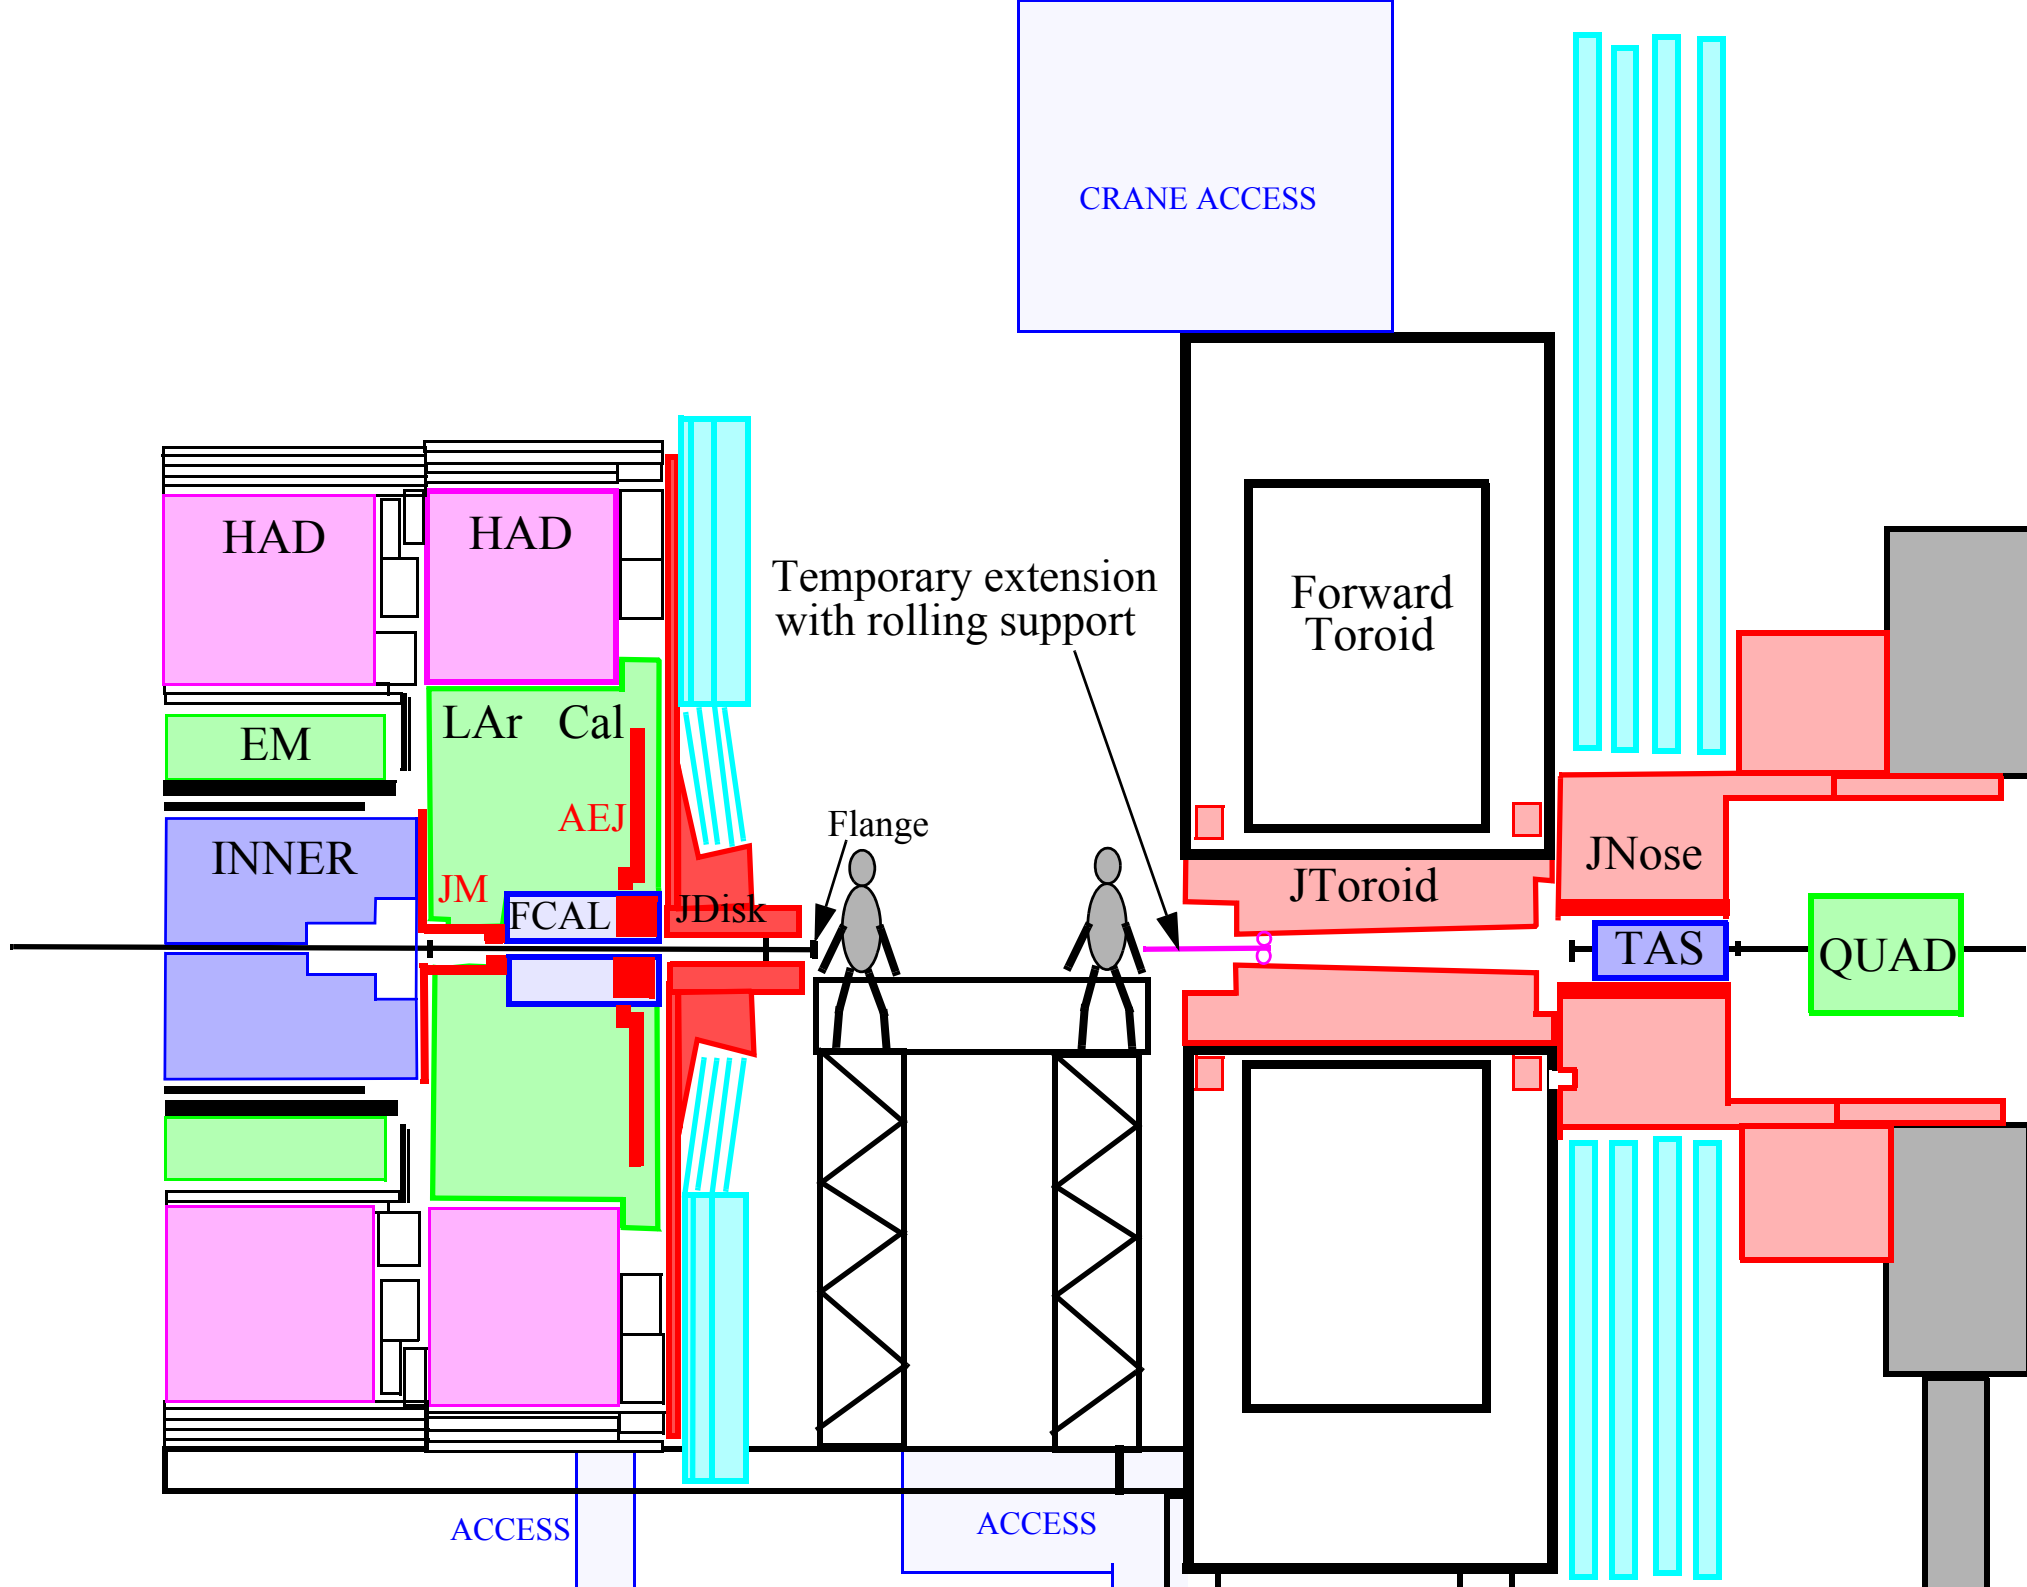 CRANE ACCESS
HAD
HAD
Temporary extension
with rolling support
Forward
Toroid
LAr Cal
EM
AEJ
Flange
INNER
JM
JNose
JToroid
FCAL
JDisk
TAS
QUAD
ACCESS
ACCESS